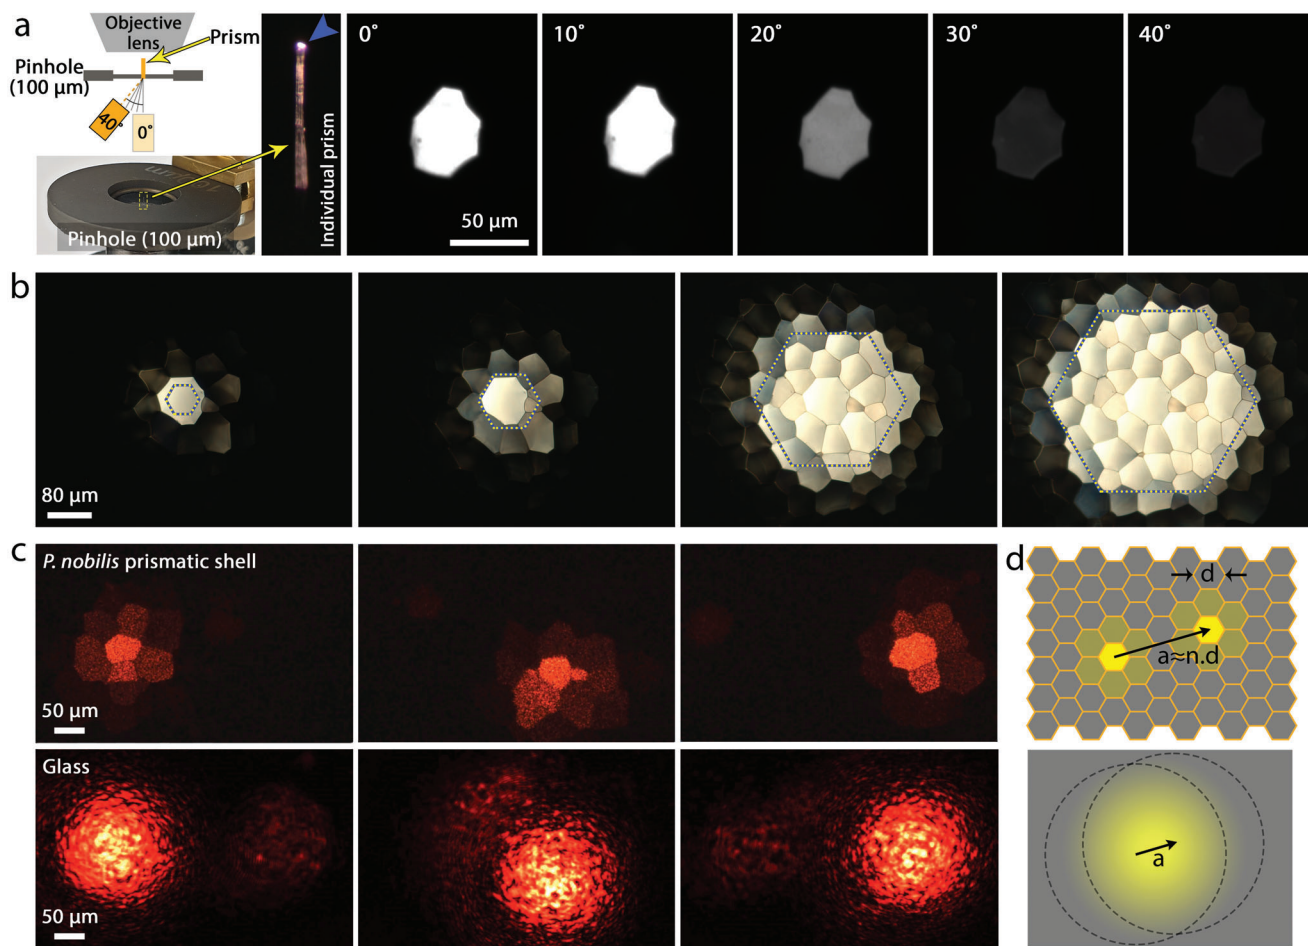 a
Objective
lens
Prism
Pinhole
(100 µm)
40°
0°
Pinhole (100 µm)
Individual prism
0°
10°
20°
30°
40°
50 µm
b
80 µm
c
P. nobilis prismatic shell
50 µm
Glass
50 µm
d
d
a≈n.d
a